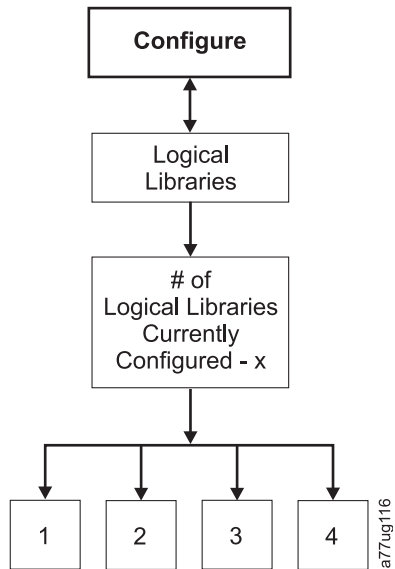 Configure
Logical
Libraries
# of
Logical Libraries
Currently
Configured - x
1
2
3
4
a77ug116